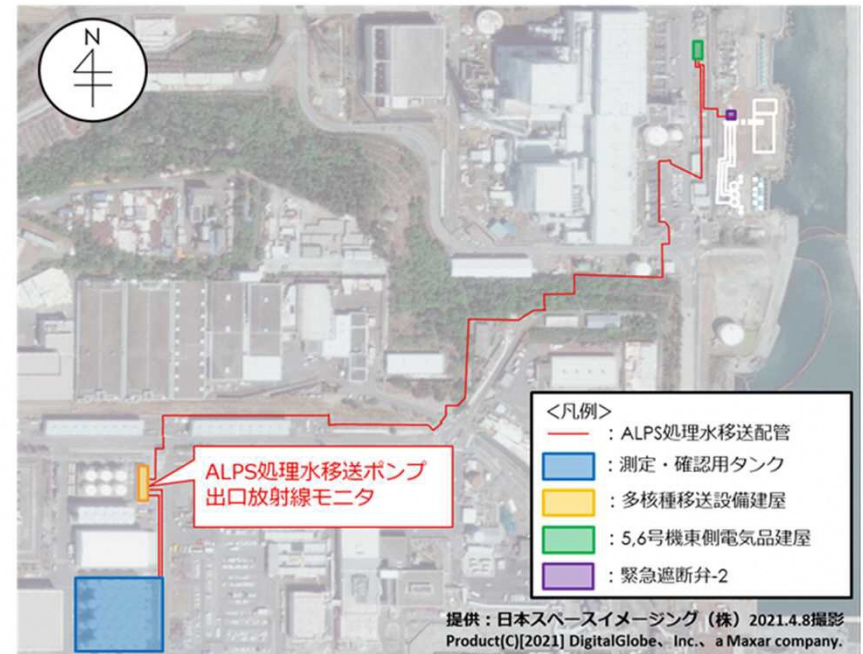 N
ALPS処理水移送ポンプ
出口放射線モニタ
<凡例>
：ALPS処理水移送配管
：測定・確認用タンク
：多核種移送設備建屋
：5,6号機東側電気品建屋
：緊急遮断弁-2
提供：日本スペースイメージング（株）2021.4.8撮影
Product(C)[2021] DigitalGlobe、Inc.、a Maxar company.